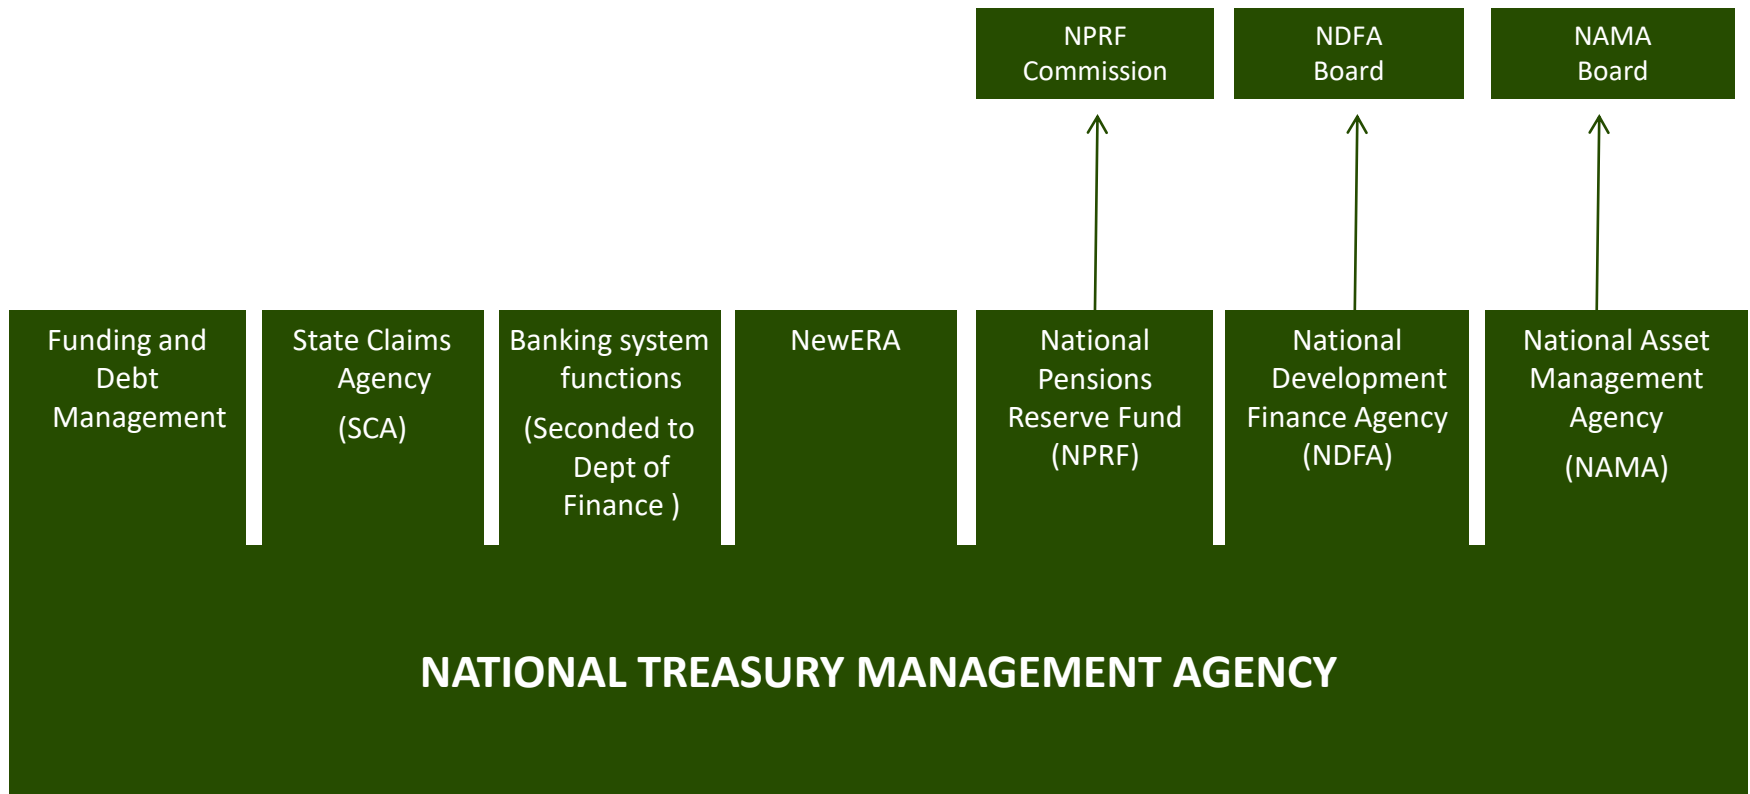 NPRF
Commission
NDFA
Board
NAMA
Board
Funding and
Debt
Management
State Claims
Agency
(SCA)
Banking system
functions
(Seconded to
Dept of
Finance )
NewERA
National
Pensions
Reserve Fund
(NPRF)
National
Development
Finance Agency
(NDFA)
National Asset
Management
Agency
(NAMA)
NATIONAL TREASURY MANAGEMENT AGENCY